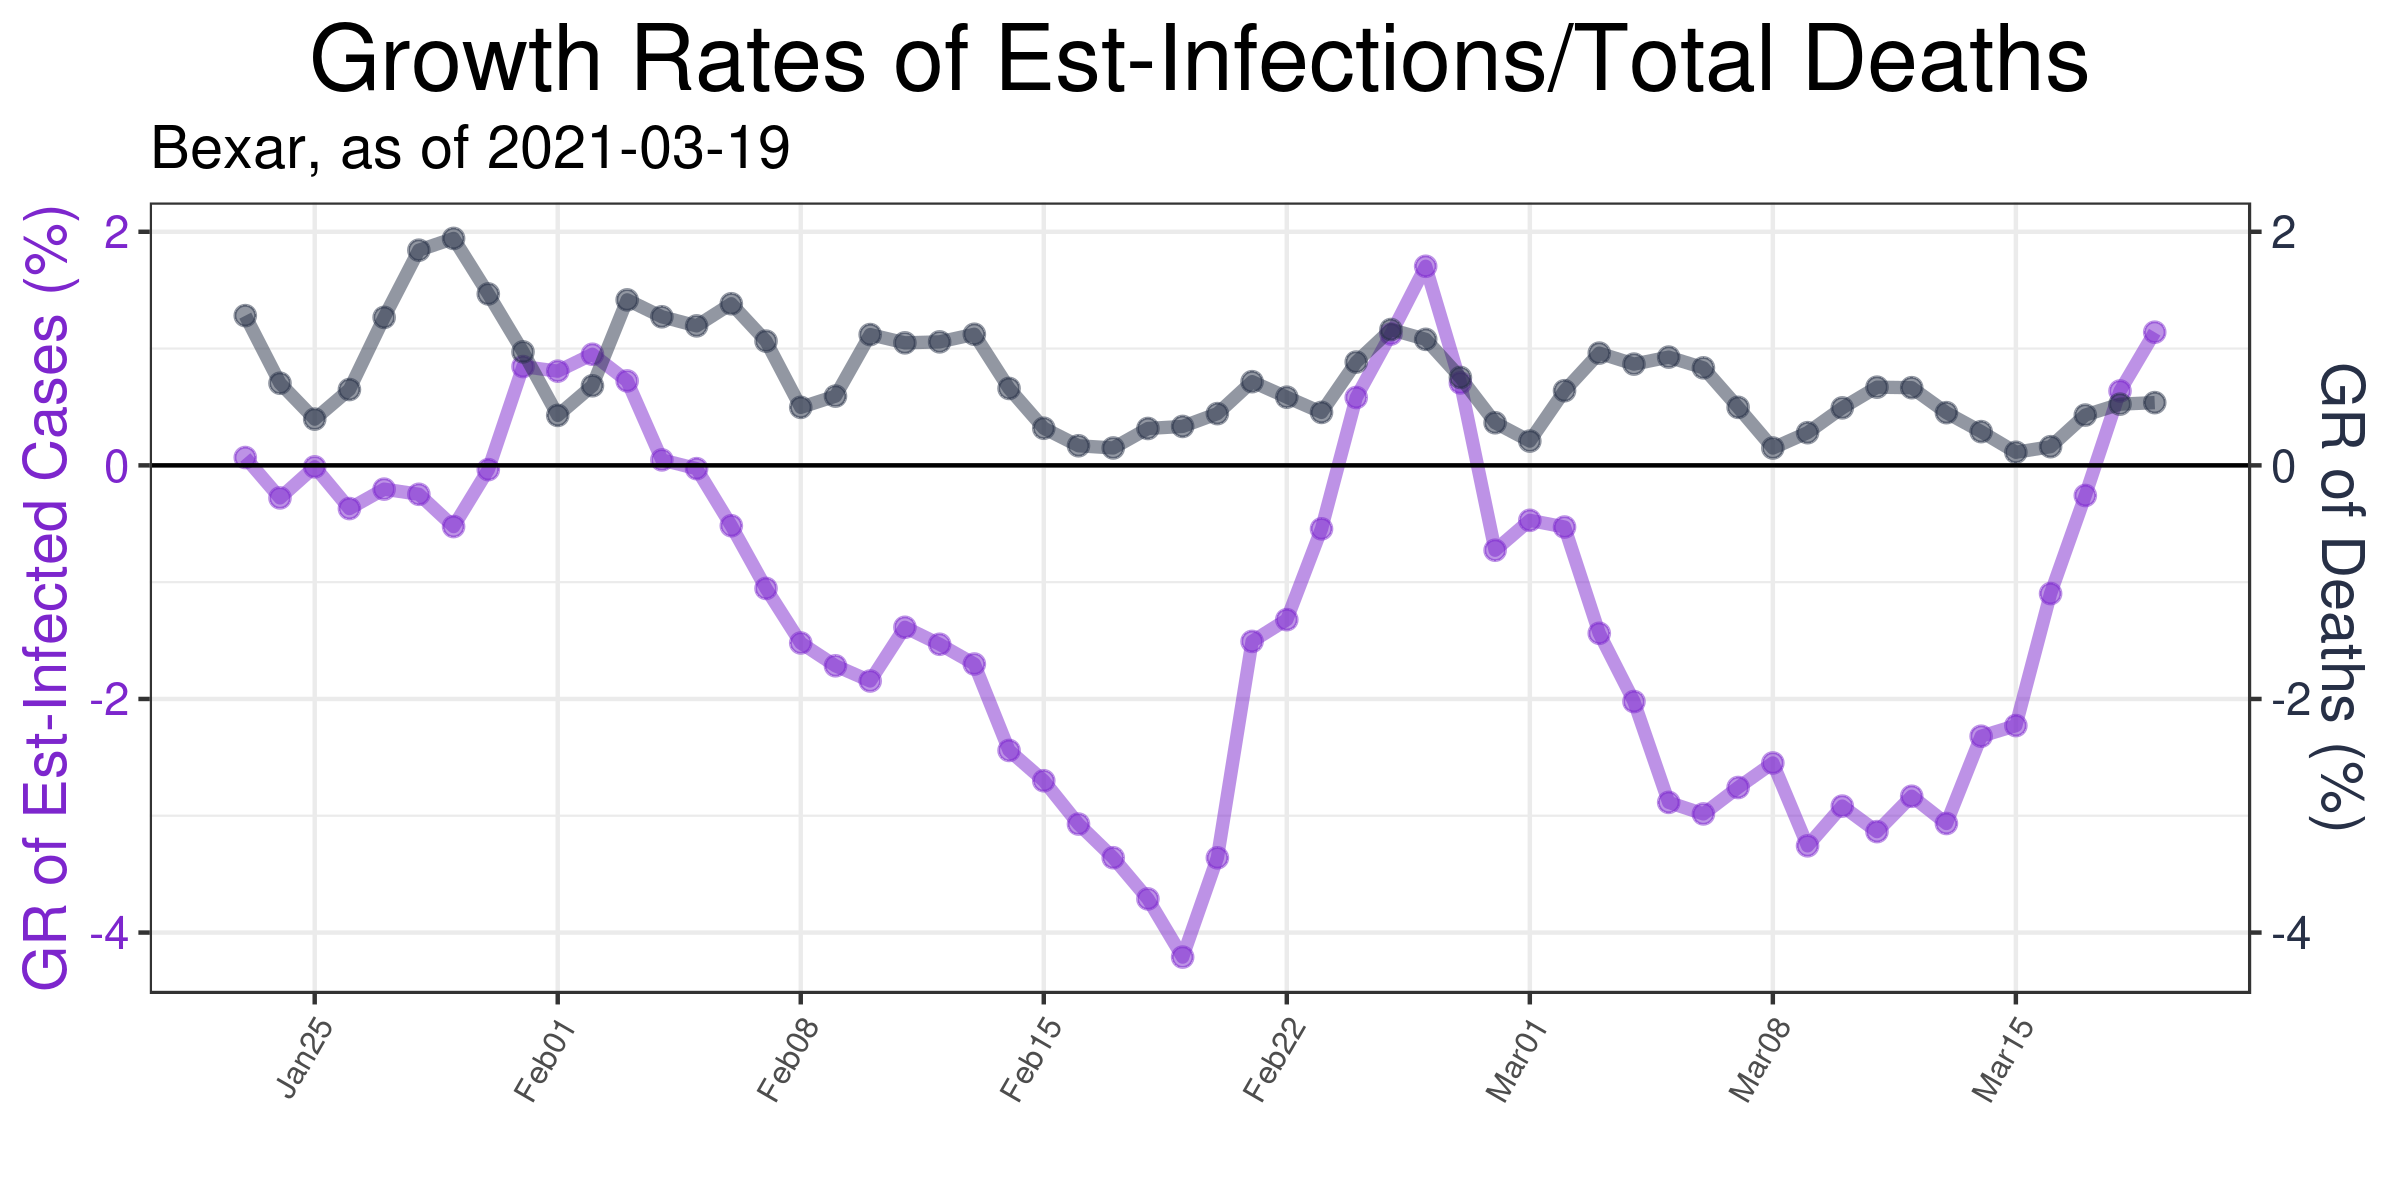 Growth Rates of Est-Infections/Total Deaths
Bexar, as of 2021-03-19
GR of Est-Infected Cases (%)
2
0
-2
-4
2
0
-2
-4
GR of Deaths (%)
Jan25
Feb01
Feb08
Feb15
Feb22
Mar01
Mar08
Mar15